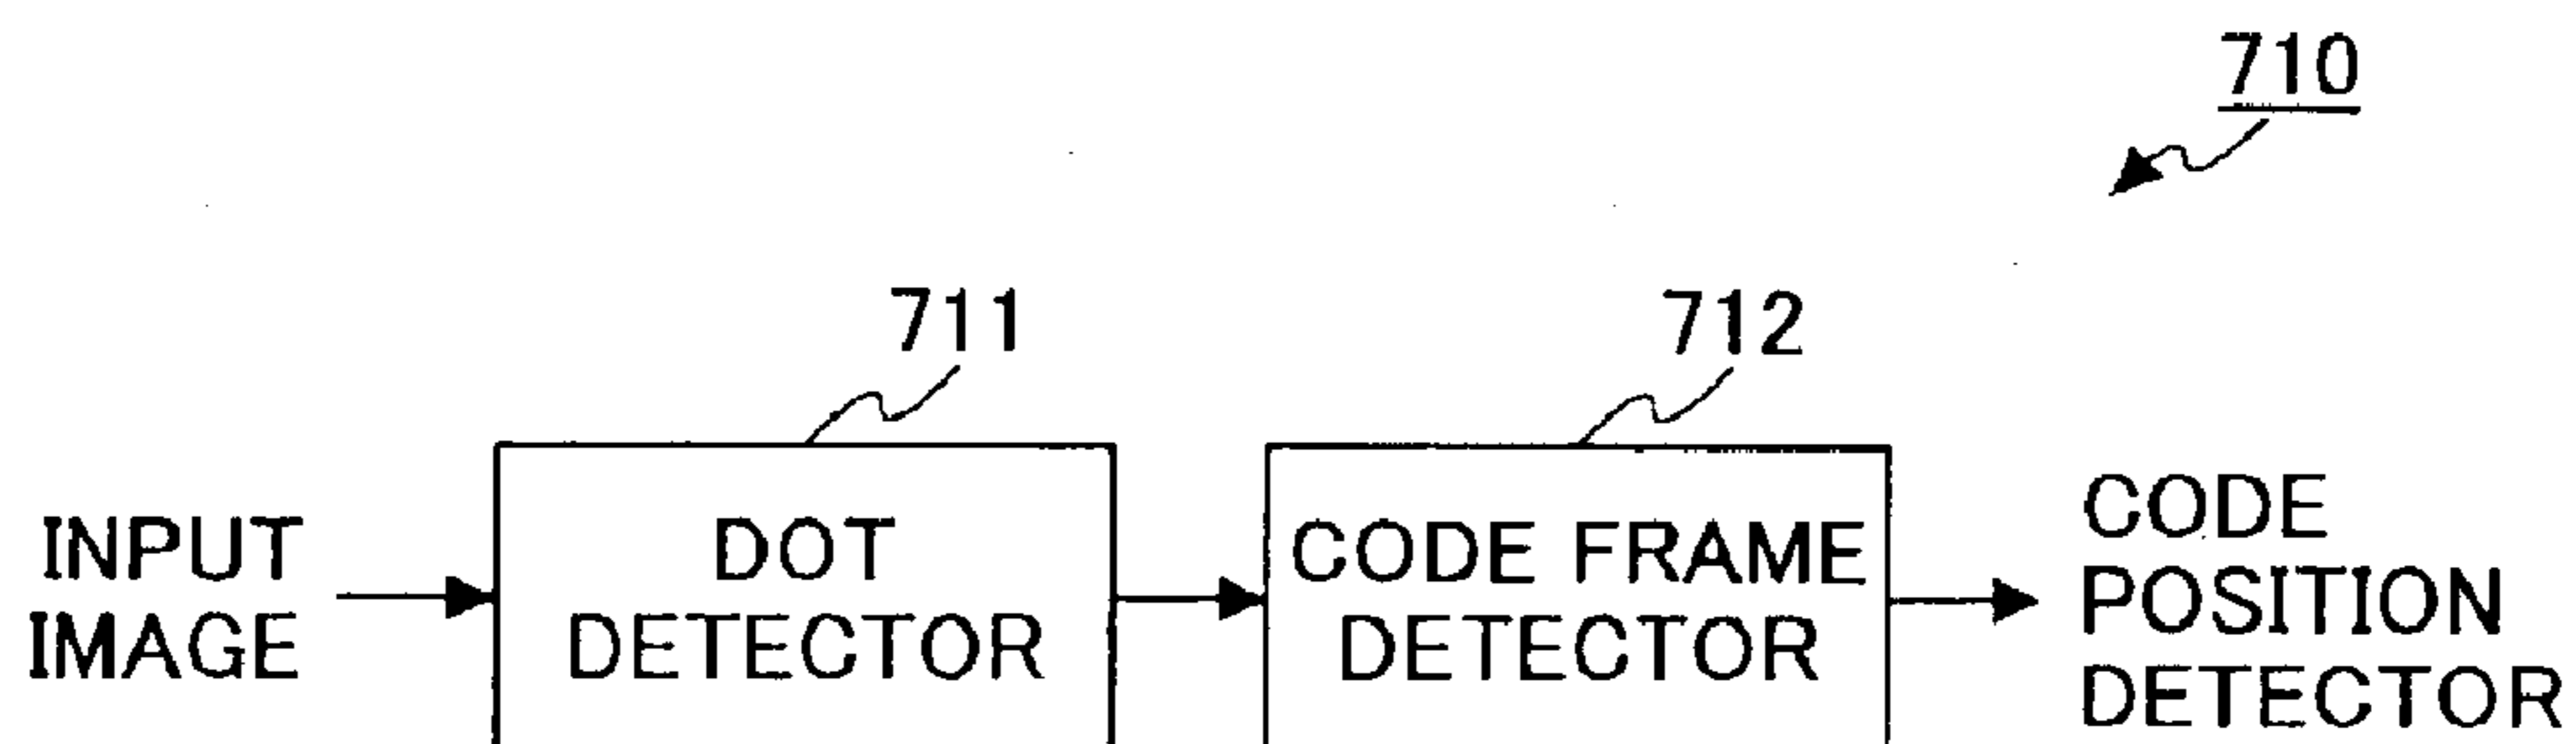 710
711
712
INPUT
IMAGE
DOT
DETECTOR
CODE FRAME
DETECTOR
CODE
POSITION
DETECTOR